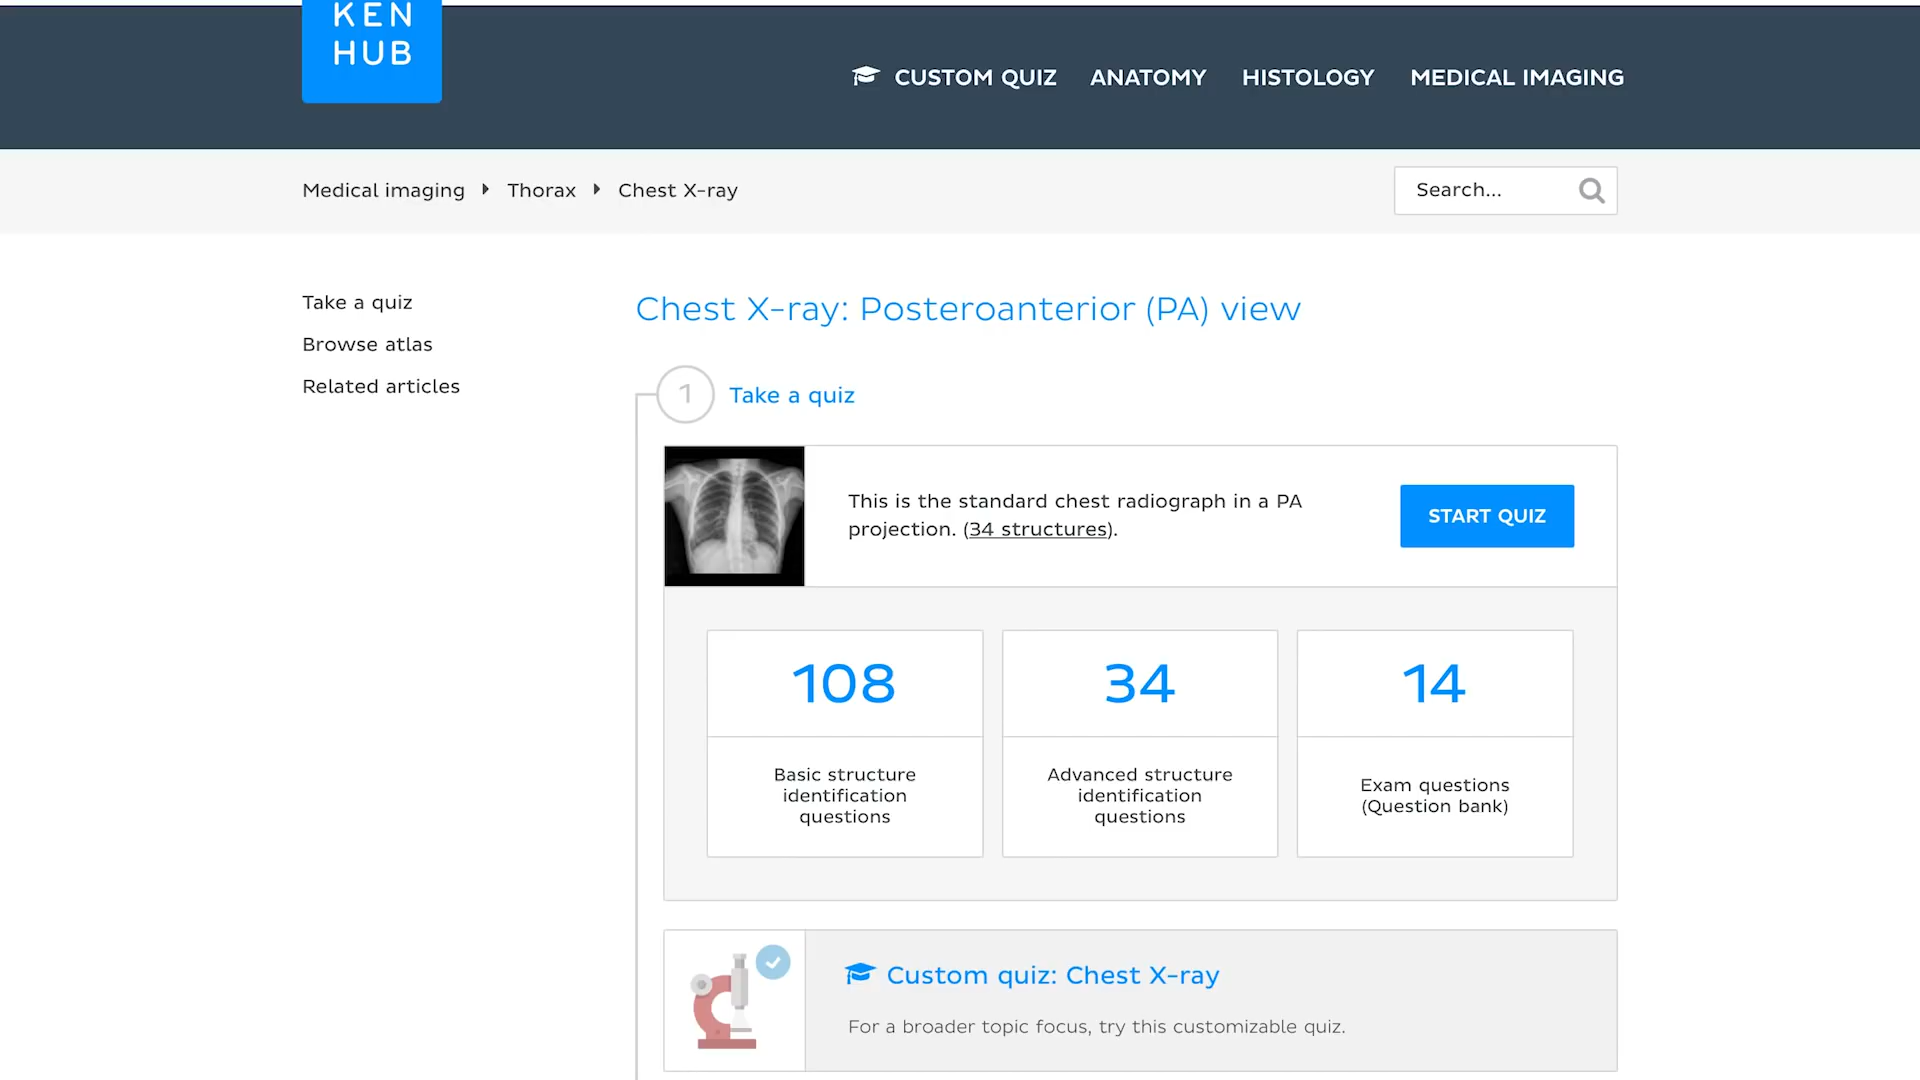 KEN
HUB
CUSTOM QUIZ ANATOMY HISTOLOGY MEDICAL IMAGING
Medical imaging Thorax Chest X-ray
Search...
Take a quiz
Browse atlas
Related articles
Chest X-ray: Posteroanterior (PA) view
1 Take a quiz
This is the standard chest radiograph in a PA
projection. (34 structures).
START QUIZ
108
Basic structure
identification
questions
34
Advanced structure
identification
questions
14
Exam questions
(Question bank)
Custom quiz: Chest X-ray
For a broader topic focus, try this customizable quiz.